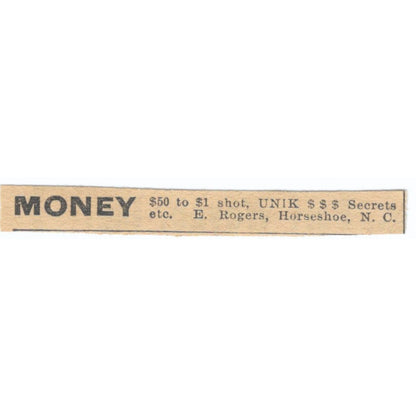 MONEY $50 to $1 shot, UNIK $ $ $ Secrets
etc. E. Rogers, Horseshoe, N. C.